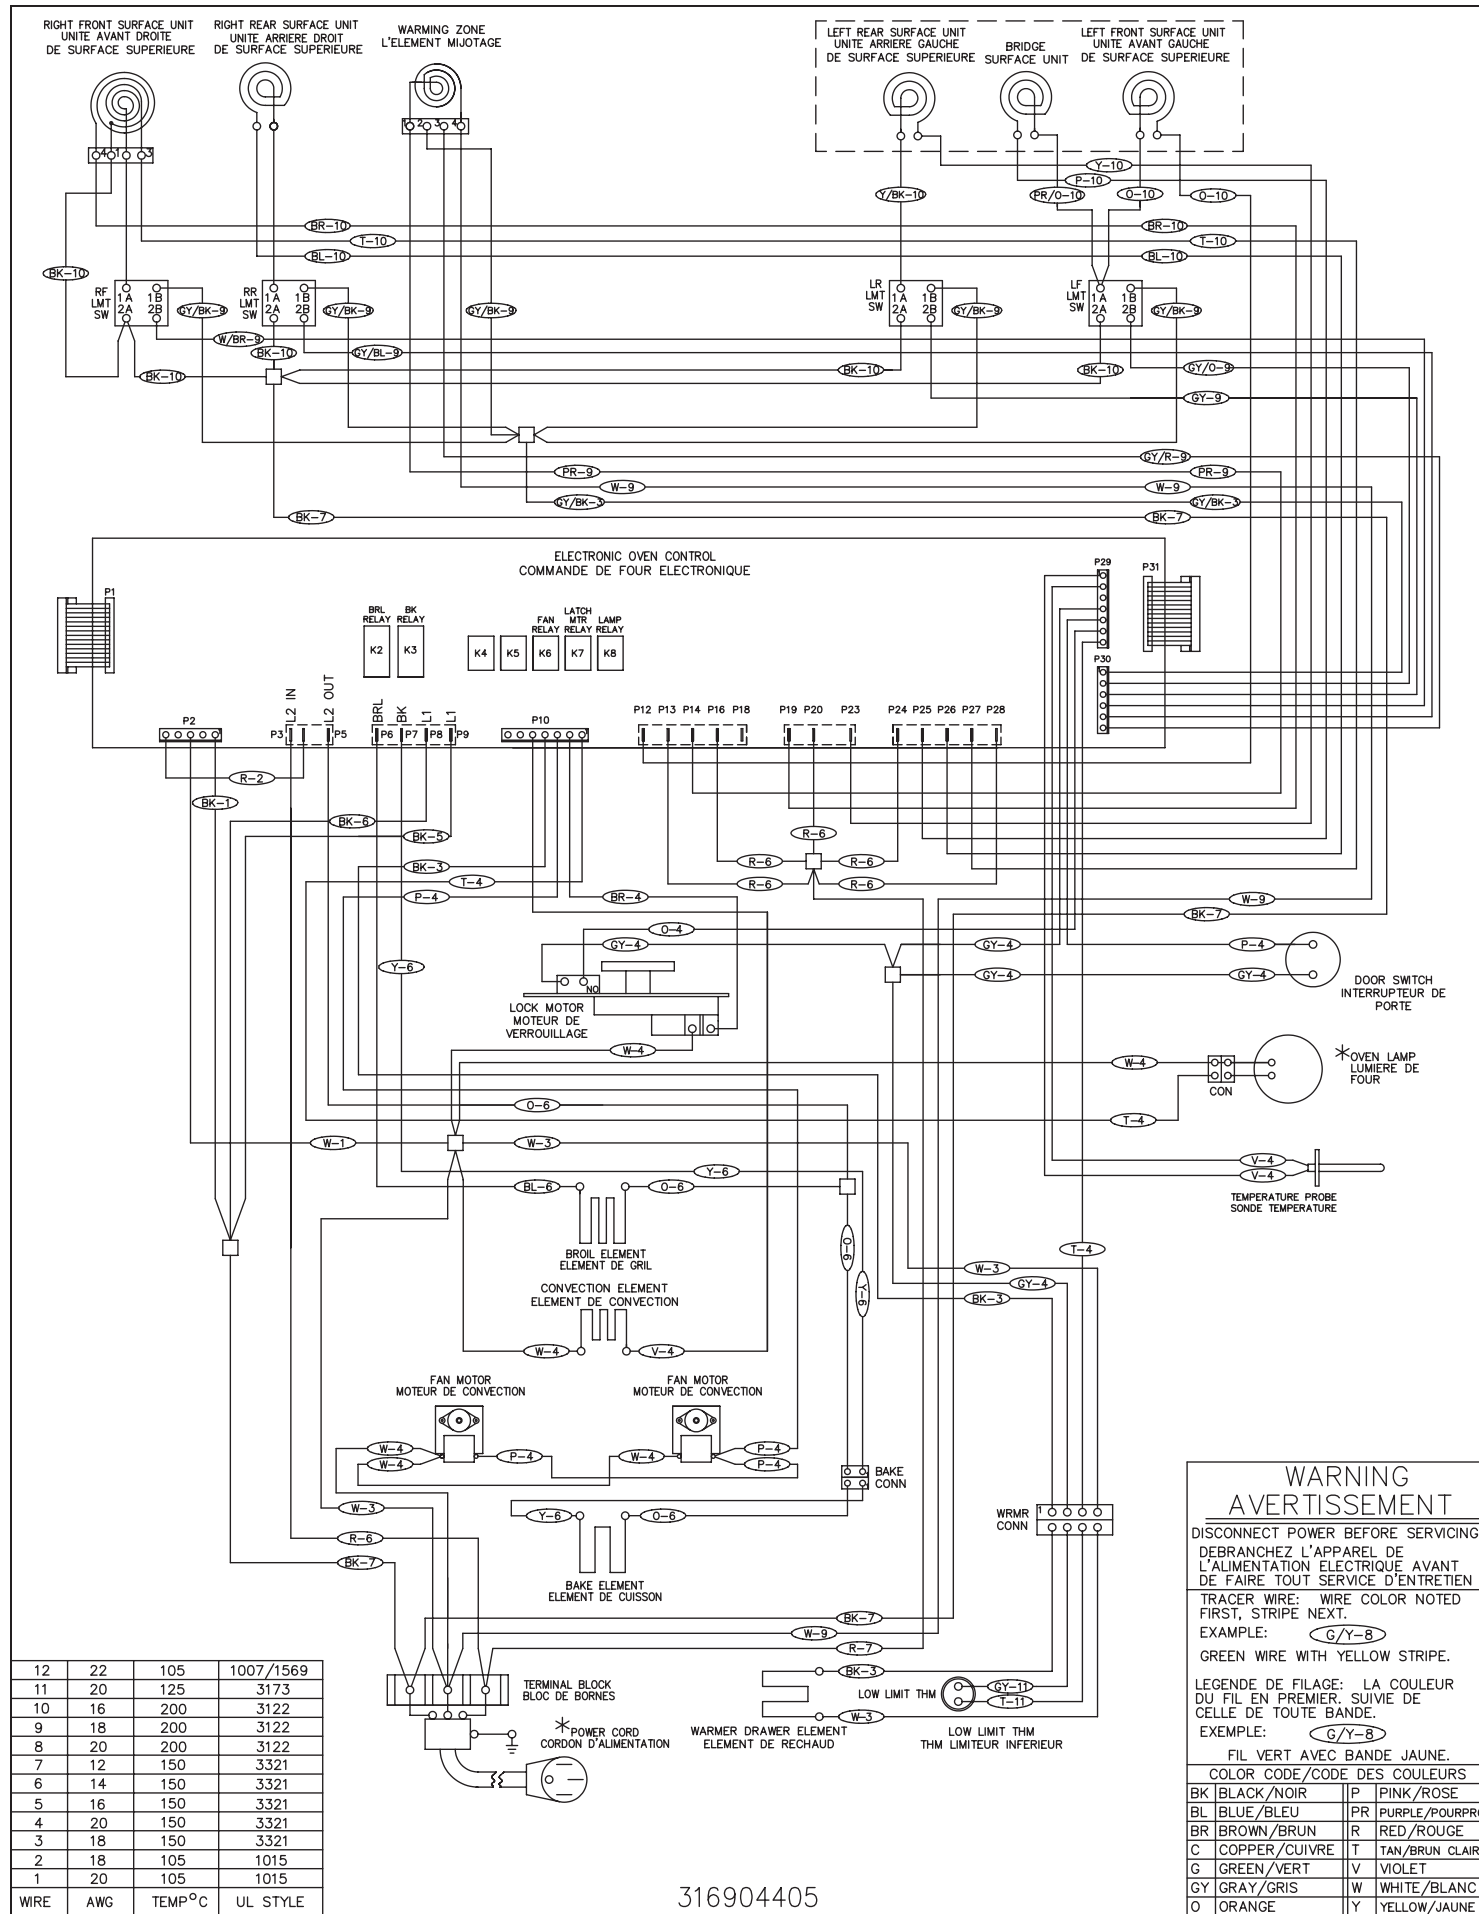 RIGHT FRONT SURFACE UNIT
UNITE AVANT DROITE
DE SURFACE SUPERIEURE
RIGHT REAR SURFACE UNIT
UNITE ARRIERE DROIT
DE SURFACE SUPERIEURE
WARMING ZONE
L'ELEMENT MIJOTAGE
LEFT REAR SURFACE UNIT
UNITE ARRIERE GAUCHE
DE SURFACE SUPERIEURE
BRIDGE
SURFACE UNIT
LEFT FRONT SURFACE UNIT
UNITE AVANT GAUCHE
DE SURFACE SUPERIEURE
4 1 3
1 2 3 4
Y-10
P-10
Y/BK-10 PR/O-10 O-10 O-10
BR-10 BR-10
T-10 T-10
BL-10 BL-10
BK-10
RF
LMT
SW
1A 1B
2A 2B
GY/BK-9
RR
LMT
SW
1A 1B
2A 2B
GY/BK-9
GY/BK-9
LR
LMT
SW
1A 1B
2A 2B
GY/BK-9
LF
LMT
SW
1A 1B
2A 2B
GY/BK-9
W/BR-9
BK-10 GY/BL-9
GY/O-9
BK-10 BK-10 BK-10
GY-9
GY/R-9
PR-9 PR-9
W-9 W-9
GY/BK-3 GY/BK-3
BK-7 BK-7
ELECTRONIC OVEN CONTROL
COMMANDE DE FOUR ELECTRONIQUE
P1
P29
P31
P30
BRL
RELAY
K2
BK
RELAY
K3
K4
K5
FAN
RELAY
K6
LATCH
MTR
RELAY
K7
LAMP
RELAY
K8
P2
L2 IN
L2 OUT
P3 P5
BRL
BK
L1
L1
P6 P7 P8 P9
P10
P12 P13 P14 P16 P18
P19 P20 P23
P24 P25 P26 P27 P28
R-2
BK-1
BK-6
BK-5
R-6
BK-3
R-6 R-6
T-4
R-6 R-6
P-4 BR-4
W-9
BK-7
O-4
GY-4 GY-4 P-4
GY-4 GY-4
Y-6
NO
LOCK MOTOR
MOTEUR DE
VERROUILLAGE
DOOR SWITCH
INTERRUPTEUR DE
PORTE
W-4
W-4
CON
*OVEN LAMP
LUMIERE DE
FOUR
O-6
T-4
W-1 W-3
Y-6
V-4
V-4
TEMPERATURE PROBE
SONDE TEMPERATURE
BL-6 O-6
BROIL ELEMENT
ELEMENT DE GRIL
O-6
T-4
W-3
GY-4
BK-3
Y-6
CONVECTION ELEMENT
ELEMENT DE CONVECTION
W-4 V-4
FAN MOTOR
MOTEUR DE CONVECTION
FAN MOTOR
MOTEUR DE CONVECTION
W-4 P-4
W-4 P-4 W-4 P-4
BAKE
CONN
W-3
Y-6 O-6
R-6
BK-7
BAKE ELEMENT
ELEMENT DE CUISSON
WRMR
CONN
1
BK-7
W-9
R-7
TERMINAL BLOCK
BLOC DE BORNES
*POWER CORD
CORDON D'ALIMENTATION
BK-3
W-3
WARMER DRAWER ELEMENT
ELEMENT DE RECHAUD
LOW LIMIT THM
GY-11
T-11
LOW LIMIT THM
THM LIMITEUR INFERIEUR
WARNING
AVERTISSEMENT
DISCONNECT POWER BEFORE SERVICING
DEBRANCHEZ L'APPAREL DE
L'ALIMENTATION ELECTRIQUE AVANT
DE FAIRE TOUT SERVICE D'ENTRETIEN
TRACER WIRE: WIRE COLOR NOTED
FIRST, STRIPE NEXT.
EXAMPLE: G/Y-8
GREEN WIRE WITH YELLOW STRIPE.
LEGENDE DE FILAGE: LA COULEUR
DU FIL EN PREMIER. SUIVIE DE
CELLE DE TOUTE BANDE.
EXEMPLE: G/Y-8
FIL VERT AVEC BANDE JAUNE.
COLOR CODE/CODE DES COULEURS
BK BLACK/NOIR P PINK/ROSE
BL BLUE/BLEU PR PURPLE/POURPRE
BR BROWN/BRUN R RED/ROUGE
C COPPER/CUIVRE T TAN/BRUN CLAIR
G GREEN/VERT V VIOLET
GY GRAY/GRIS W WHITE/BLANC
O ORANGE Y YELLOW/JAUNE
12 22 105 1007/1569
11 20 125 3173
10 16 200 3122
9 18 200 3122
8 20 200 3122
7 12 150 3321
6 14 150 3321
5 16 150 3321
4 20 150 3321
3 18 150 3321
2 18 105 1015
1 20 105 1015
WIRE AWG TEMP°C UL STYLE
316904405